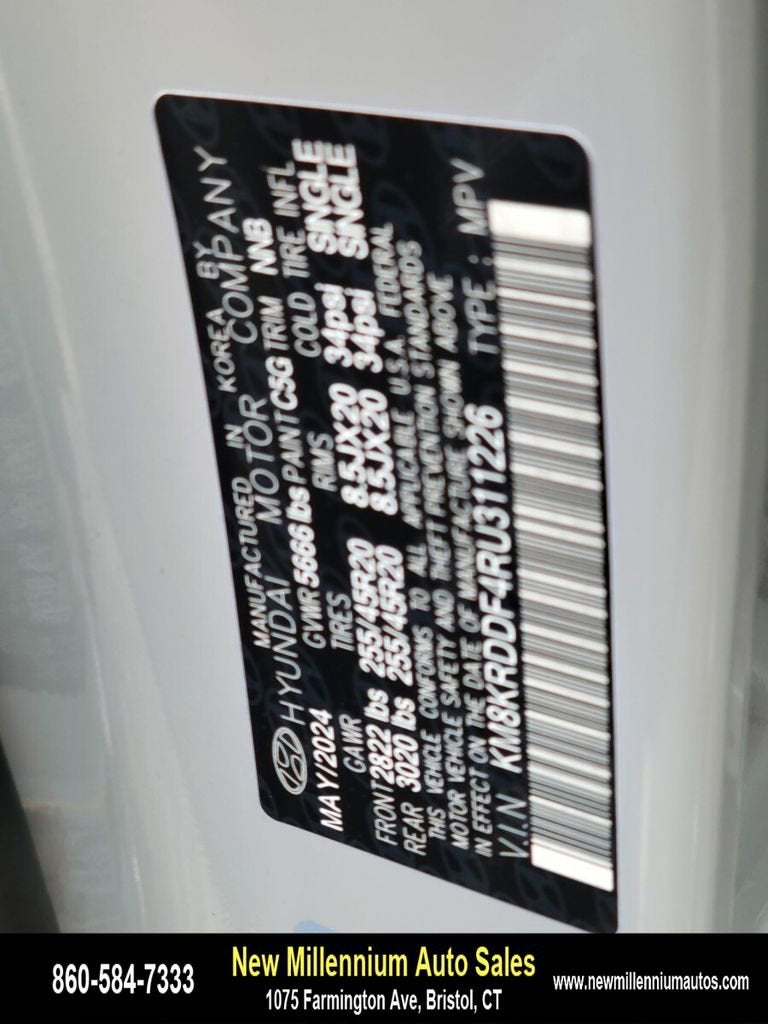 MANUFACTURED IN KOREA BY
HYUNDAI MOTOR COMPANY
MAY/2024 GVWR 5666 lbs PAINT C5G TRIM NNB
GAWR TIRES RIMS COLD TIRE INFL
FRONT 2822 lbs 255/45R20 8.5JX20 34psi SINGLE
REAR 3020 lbs 255/45R20 8.5JX20 34psi SINGLE
THIS VEHICLE CONFORMS TO ALL APPLICABLE U.S.A. FEDERAL
MOTOR VEHICLE SAFETY AND THEFT PREVENTION STANDARDS
IN EFFECT ON THE DATE OF MANUFACTURE SHOWN ABOVE
V.I.N KM8KRDDF4RU311226 TYPE : MPV
860-584-7333
New Millennium Auto Sales
1075 Farmington Ave, Bristol, CT
www.newmillenniumautos.com